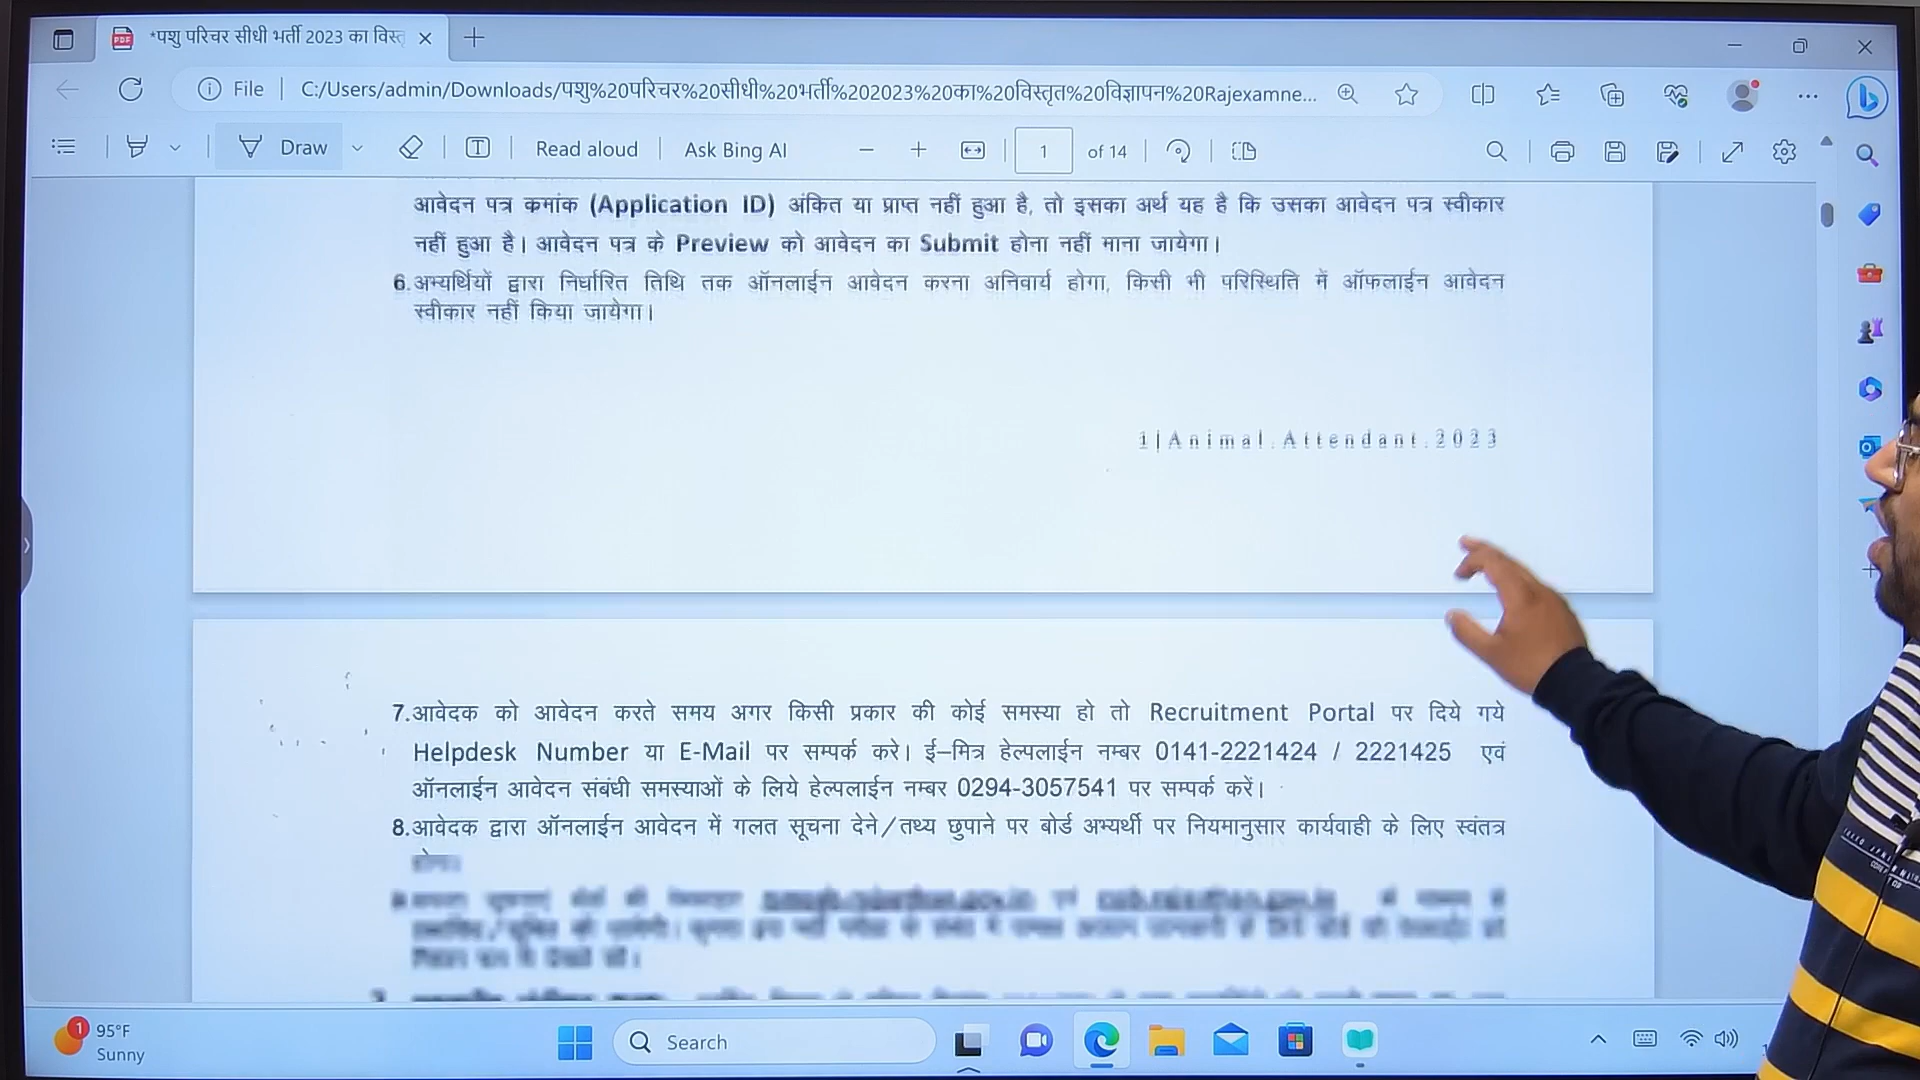 *पशु परिचर सीधी भर्ती 2023 का विस्तृ
File
C:/Users/admin/Downloads/पशु%20परिचर%20सीधी%20भर्ती%202023%20का%20विस्तृत%20विज्ञापन%20Rajexamne...
Draw
Read aloud
Ask Bing AI
1 of 14
आवेदन पत्र क्रमांक (Application ID) अंकित या प्राप्त नहीं हुआ है, तो इसका अर्थ यह है कि उसका आवेदन पत्र स्वीकार
नहीं हुआ है। आवेदन पत्र के Preview को आवेदन का Submit होना नहीं माना जायेगा।
6. अभ्यर्थियों द्वारा निर्धारित तिथि तक ऑनलाईन आवेदन करना अनिवार्य होगा, किसी भी परिस्थिति में ऑफलाईन आवेदन
स्वीकार नहीं किया जायेगा।
1|Animal.Attendant.2023
7. आवेदक को आवेदन करते समय अगर किसी प्रकार की कोई समस्या हो तो Recruitment Portal पर दिये गये
Helpdesk Number या E-Mail पर सम्पर्क करे। ई–मित्र हेल्पलाईन नम्बर 0141-2221424 / 2221425 एवं
ऑनलाईन आवेदन संबंधी समस्याओं के लिये हेल्पलाईन नम्बर 0294-3057541 पर सम्पर्क करें।
8. आवेदक द्वारा ऑनलाईन आवेदन में गलत सूचना देने/तथ्य छुपाने पर बोर्ड अभ्यर्थी पर नियमानुसार कार्यवाही के लिए स्वतंत्र
होगा।
1
95°F
Sunny
Search